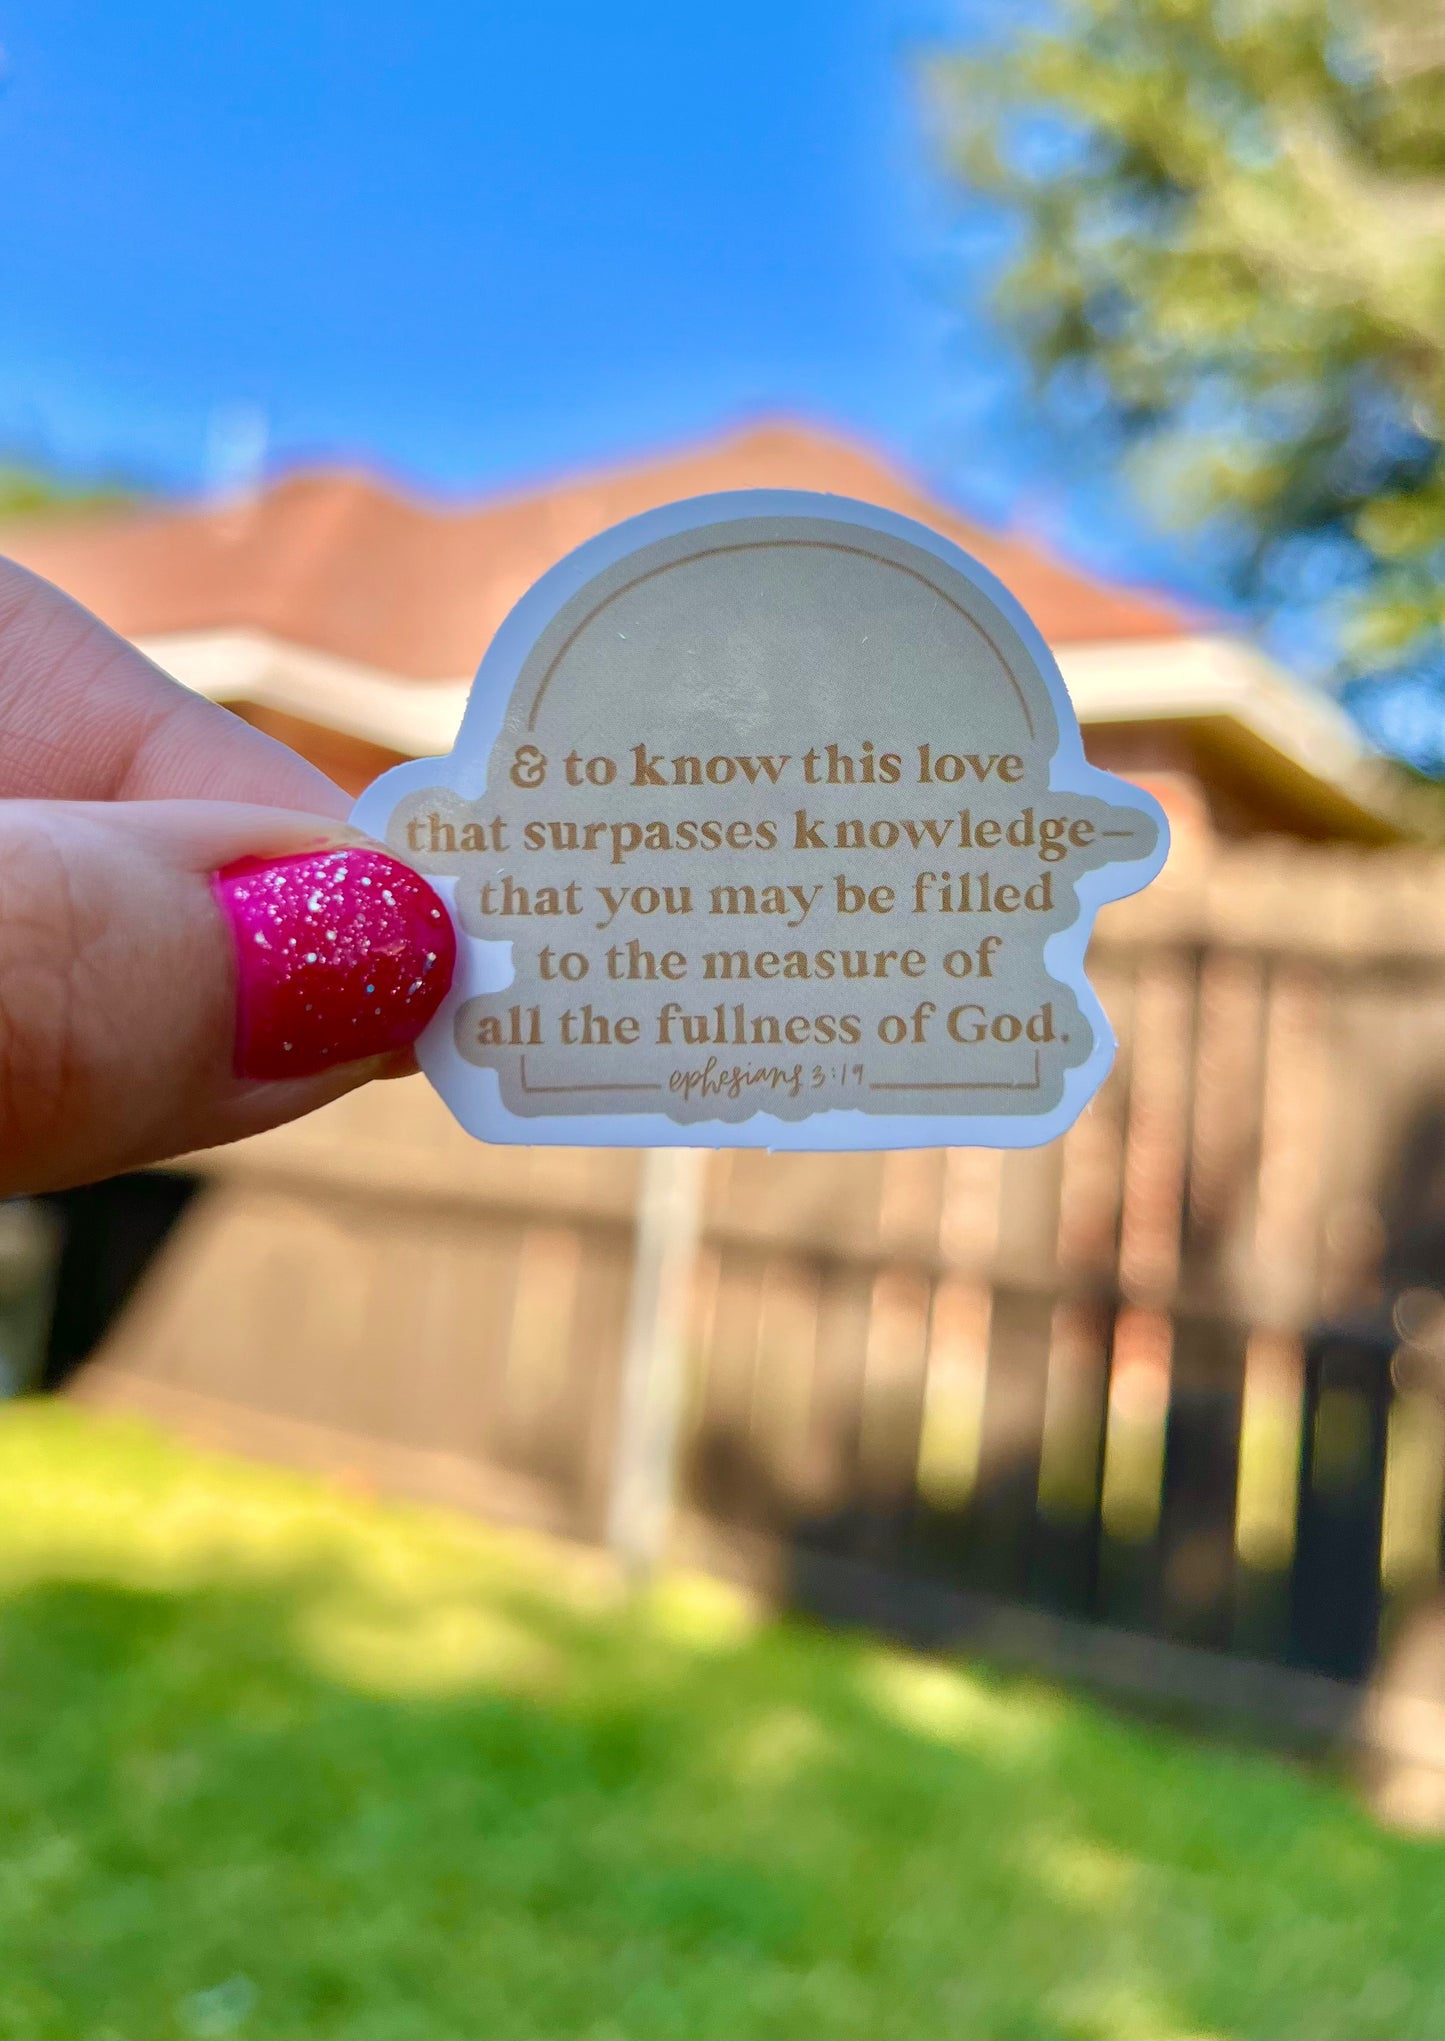 & to know this love
that surpasses knowledge—
that you may be filled
to the measure of
all the fullness of God.
ephesians 3:19